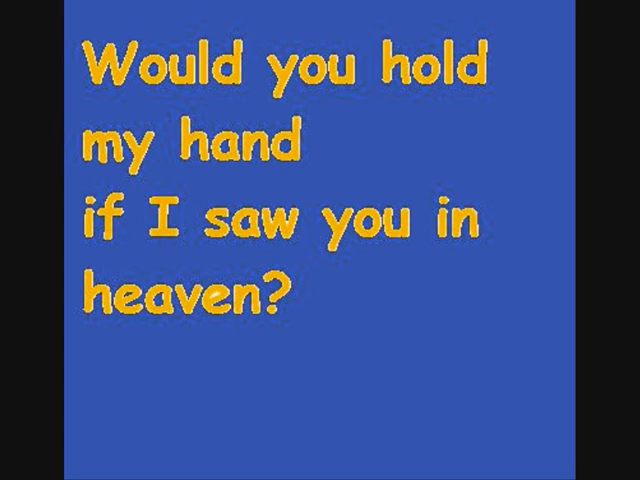 Would you hold
my hand
if I saw you in
heaven?